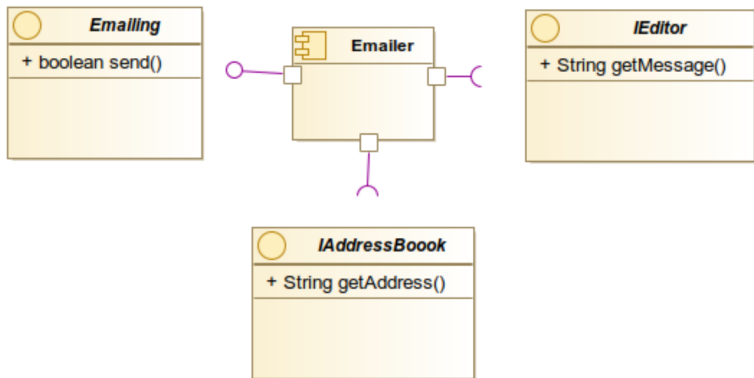 Emailing
+ boolean send()
Emailer
IEditor
+ String getMessage()
IAddressBoook
+ String getAddress()